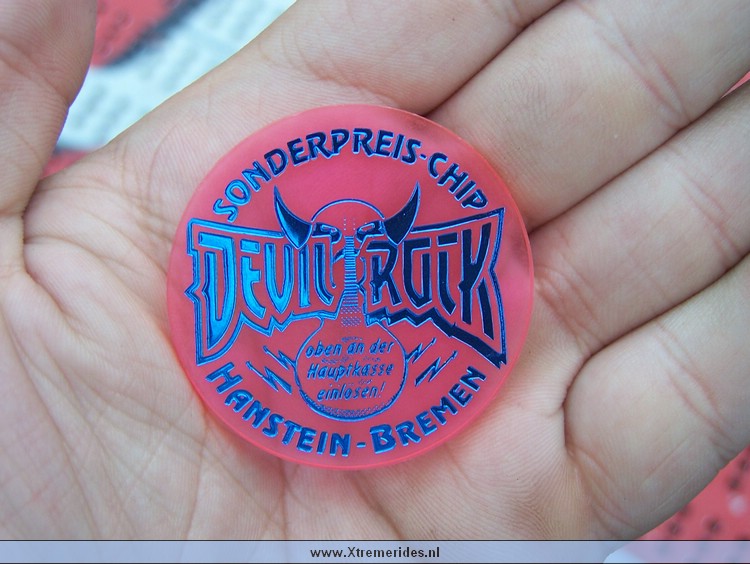 SONDERPREIS-CHIP
DEVIL ROCK
oben an der
Hauptkasse
einlösen!
HANSTEIN-BREMEN
www.Xtremerides.nl